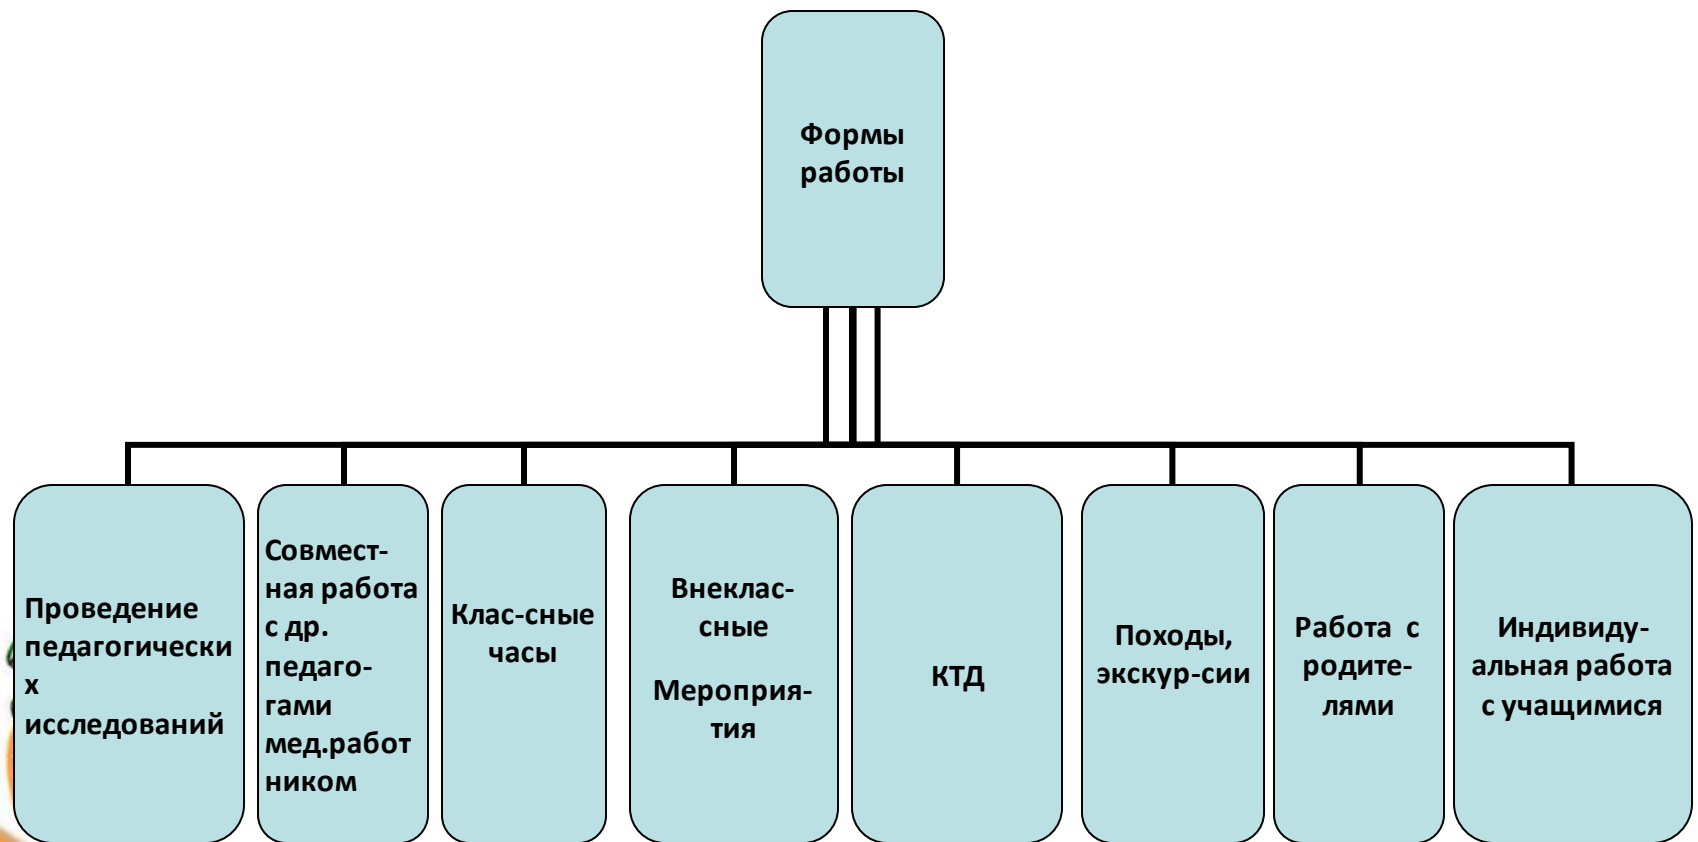 Формы
работы
Проведение
педагогически
х
исследований
Совмест-
ная работа
с др.
педаго-
гами
мед.работ
ником
Клас-сные
часы
Внеклас-
сные
Мероприя-
тия
КТД
Походы,
экскур-сии
Работа с
родите-
лями
Индивиду-
альная работа
с учащимися